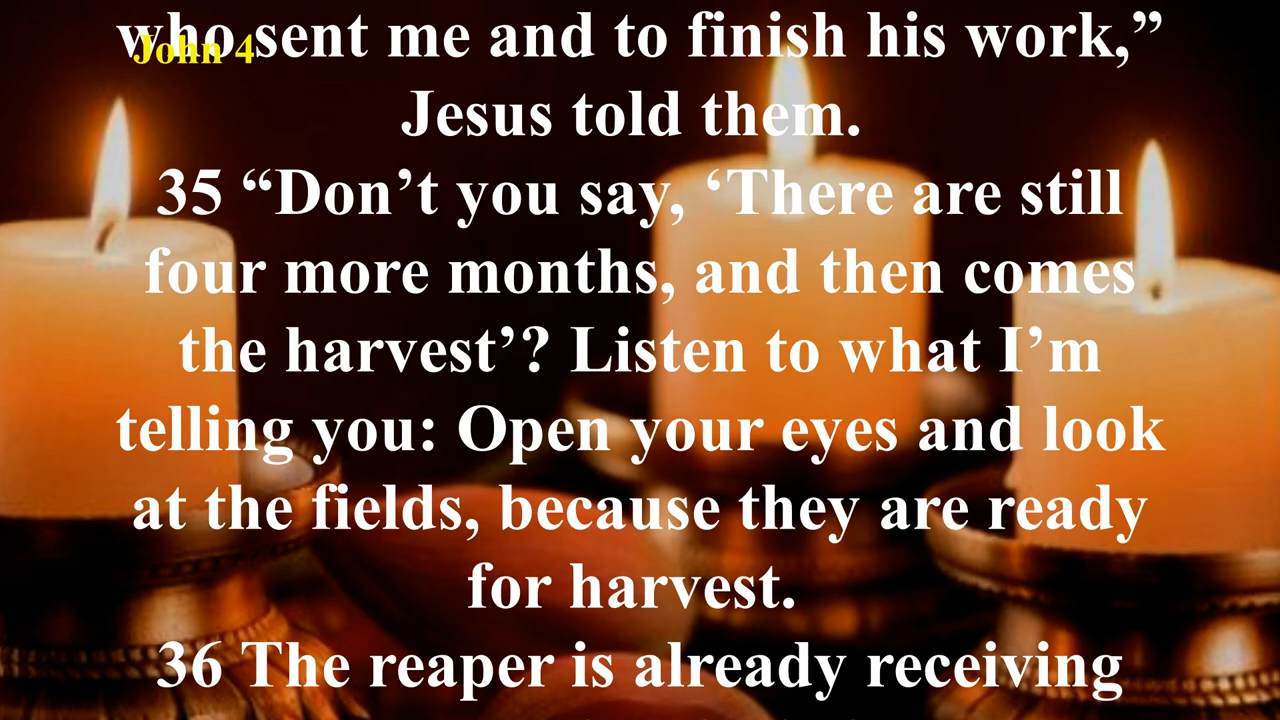 who sent me and to finish his work,”
John 4
Jesus told them.
35 “Don’t you say, ‘There are still
four more months, and then comes
the harvest’? Listen to what I’m
telling you: Open your eyes and look
at the fields, because they are ready
for harvest.
36 The reaper is already receiving